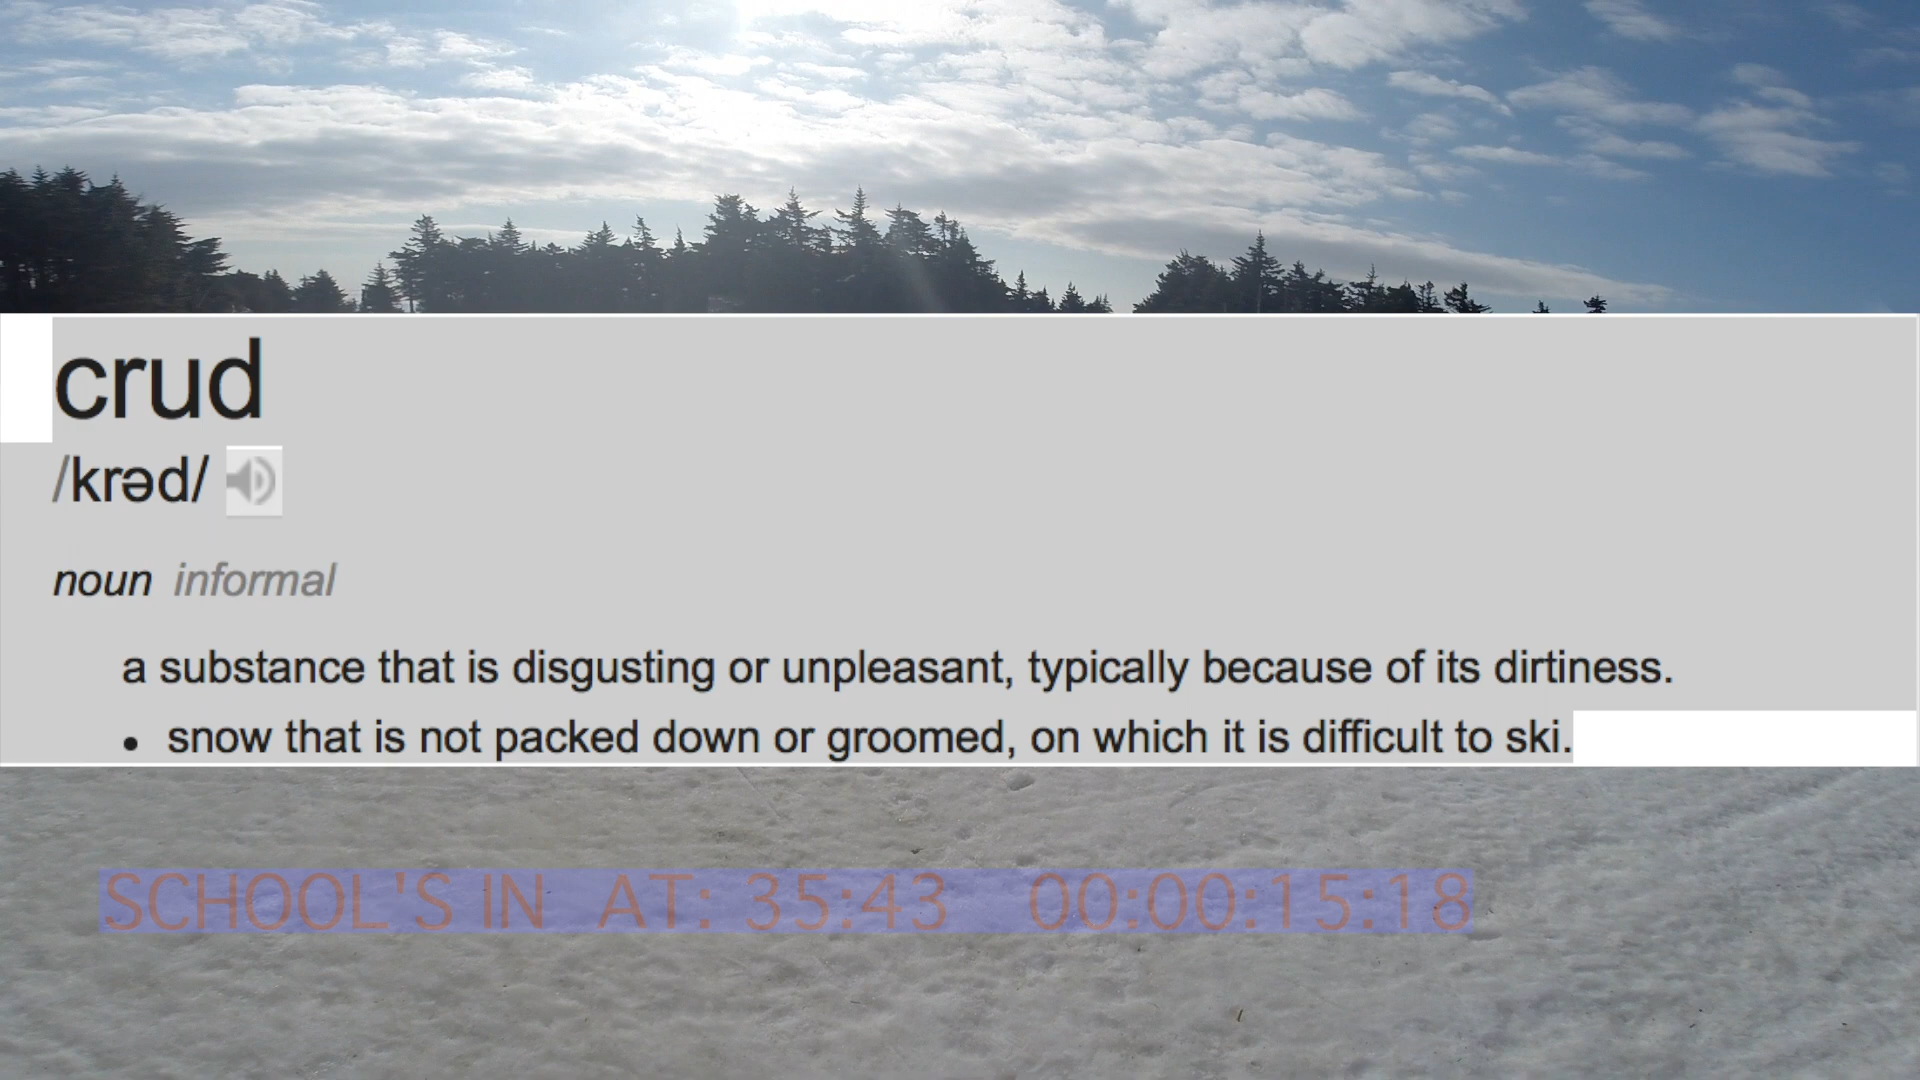 crud
/krəd/
noun informal
a substance that is disgusting or unpleasant, typically because of its dirtiness.
• snow that is not packed down or groomed, on which it is difficult to ski.
SCHOOL'S IN AT: 35:43 00:00:15:18